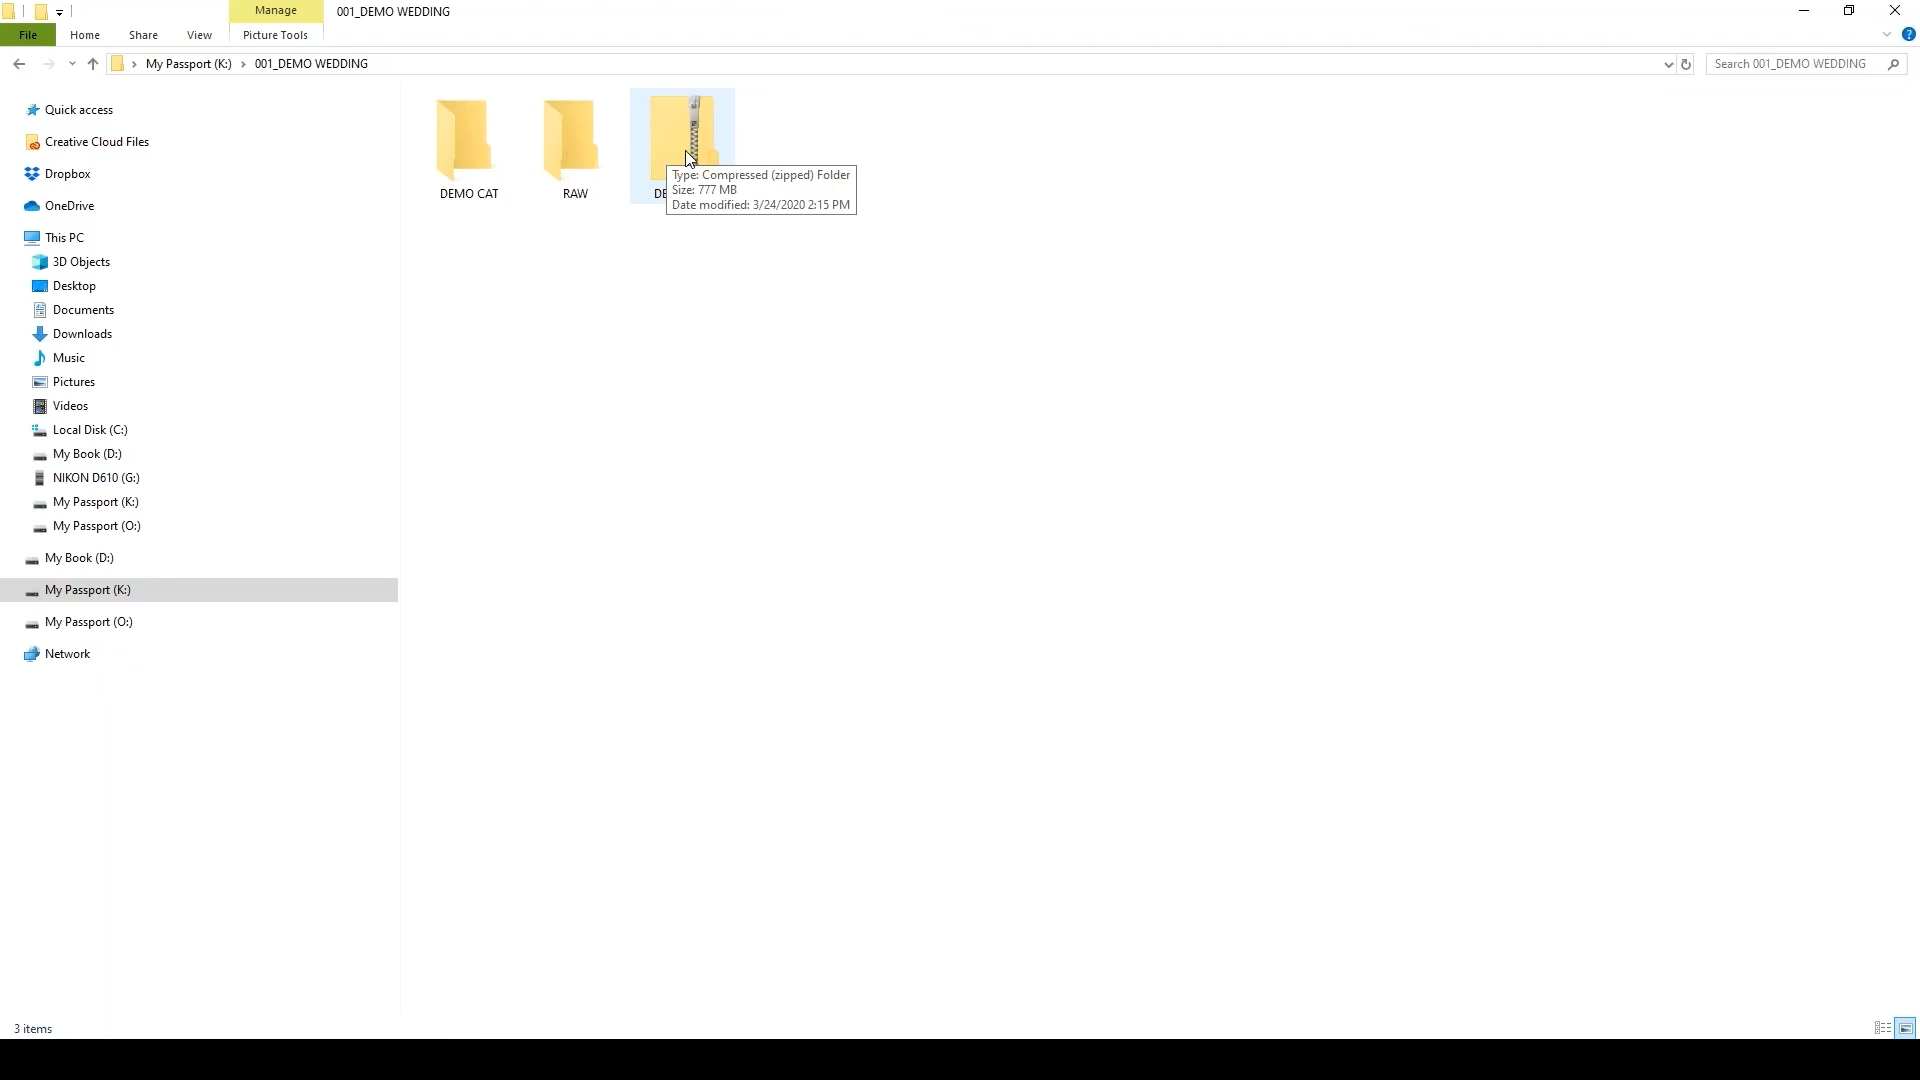 Manage
001_DEMO WEDDING
File
Home
Share
View
Picture Tools
My Passport (K:)
001_DEMO WEDDING
Search 001_DEMO WEDDING
Quick access
Creative Cloud Files
Dropbox
OneDrive
This PC
3D Objects
Desktop
Documents
Downloads
Music
Pictures
Videos
Local Disk (C:)
My Book (D:)
NIKON D610 (G:)
My Passport (K:)
My Passport (O:)
My Book (D:)
My Passport (K:)
My Passport (O:)
Network
DEMO CAT
RAW
Type: Compressed (zipped) Folder
Size: 777 MB
Date modified: 3/24/2020 2:15 PM
3 items